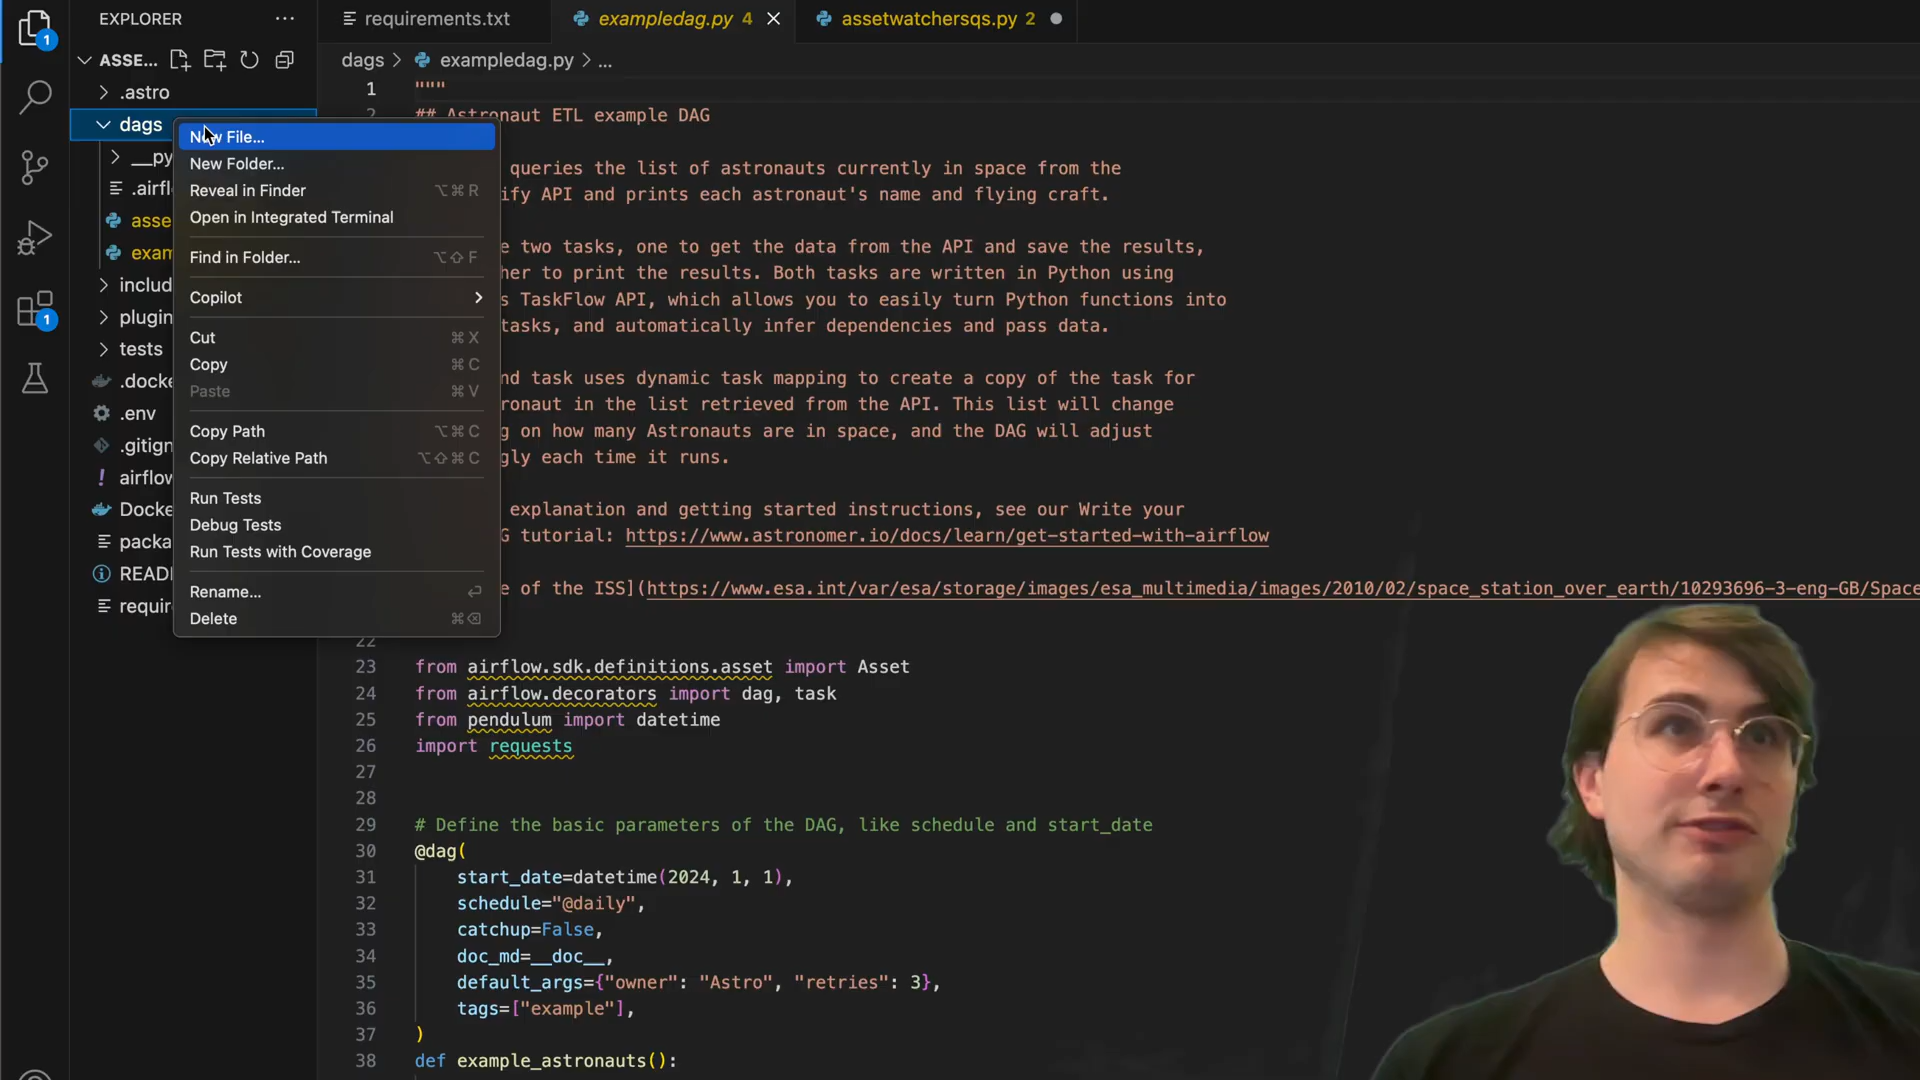 EXPLORER
requirements.txt
exampledag.py 4
assetwatchersqs.py 2
1
ASSE...
dags > exampledag.py > ...
.astro
dags
New File...
New Folder...
Reveal in Finder ⌥⌘R
Open in Integrated Terminal
Find in Folder... ⌥⇧F
Copilot
Cut ⌘X
Copy ⌘C
Paste ⌘V
Copy Path ⌥⌘C
Copy Relative Path ⌥⇧⌘C
Run Tests
Debug Tests
Run Tests with Coverage
Rename...
Delete
__py
.airfl
asse
exam
includ
plugin
tests
.docke
.env
.gitign
airflow
Docke
packa
READ
requir
1
1 """
2 ## Astronaut ETL example DAG
queries the list of astronauts currently in space from the
ify API and prints each astronaut's name and flying craft.
e two tasks, one to get the data from the API and save the results,
her to print the results. Both tasks are written in Python using
s TaskFlow API, which allows you to easily turn Python functions into
tasks, and automatically infer dependencies and pass data.
nd task uses dynamic task mapping to create a copy of the task for
ronaut in the list retrieved from the API. This list will change
g on how many Astronauts are in space, and the DAG will adjust
gly each time it runs.
explanation and getting started instructions, see our Write your
G tutorial: https://www.astronomer.io/docs/learn/get-started-with-airflow
e of the ISS](https://www.esa.int/var/esa/storage/images/esa_multimedia/images/2010/02/space_station_over_earth/10293696-3-eng-GB/Space
22
23 from airflow.sdk.definitions.asset import Asset
24 from airflow.decorators import dag, task
25 from pendulum import datetime
26 import requests
27
28
29 # Define the basic parameters of the DAG, like schedule and start_date
30 @dag(
31 start_date=datetime(2024, 1, 1),
32 schedule="@daily",
33 catchup=False,
34 doc_md=__doc__,
35 default_args={"owner": "Astro", "retries": 3},
36 tags=["example"],
37 )
38 def example_astronauts():